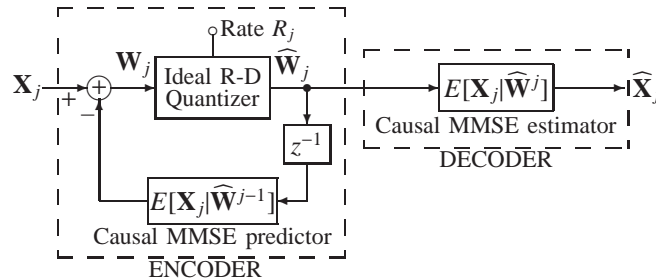 Rate R_j
X_j
+
−
+
W_j
Ideal R-D
Quantizer
Ŵ_j
z⁻¹
E[X_j|Ŵ^{j−1}]
Causal MMSE predictor
ENCODER
E[X_j|Ŵ^j]
Causal MMSE estimator
DECODER
X̂_j